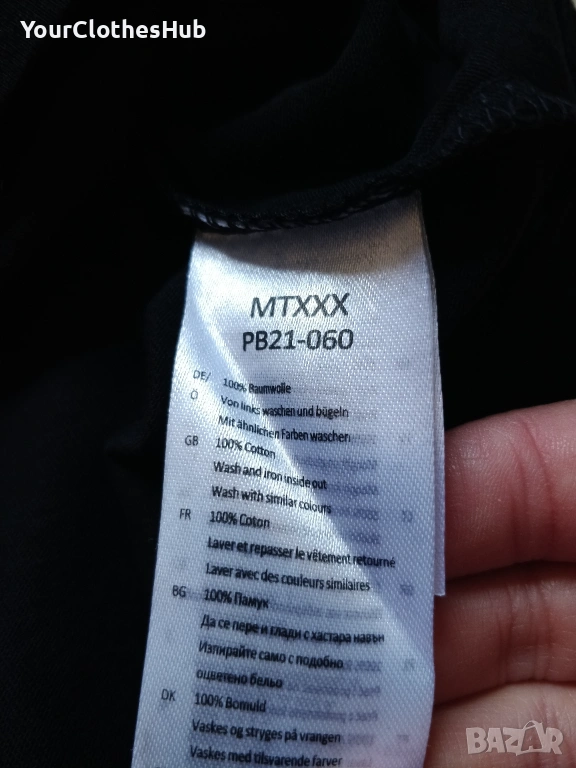 YourClothesHub
MTXXX
PB21-060
DE/ 100% Baumwolle
Ö Von links waschen und bügeln
Mit ähnlichen Farben waschen
GB 100% Cotton
Wash and iron inside out
Wash with similar colours
FR 100% Coton
Laver et repasser le vêtement retourné
Laver avec des couleurs similaires
BG 100% Памук
Да се пере и глади с хастара навън
Изпирайте само с подобно
оцветено бельо
DK 100% Bomuld
Vaskes og stryges på vrangen
Vaskes med tilsvarende farver
BAZAR